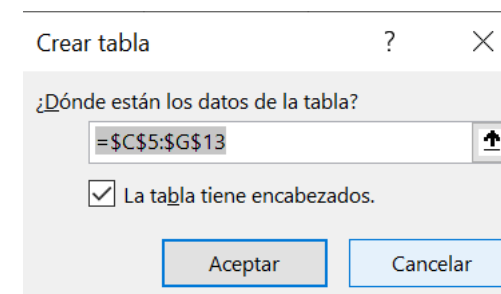 Crear tabla ? ×
¿Dónde están los datos de la tabla?
=$C$5:$G$13
La tabla tiene encabezados.
Aceptar Cancelar